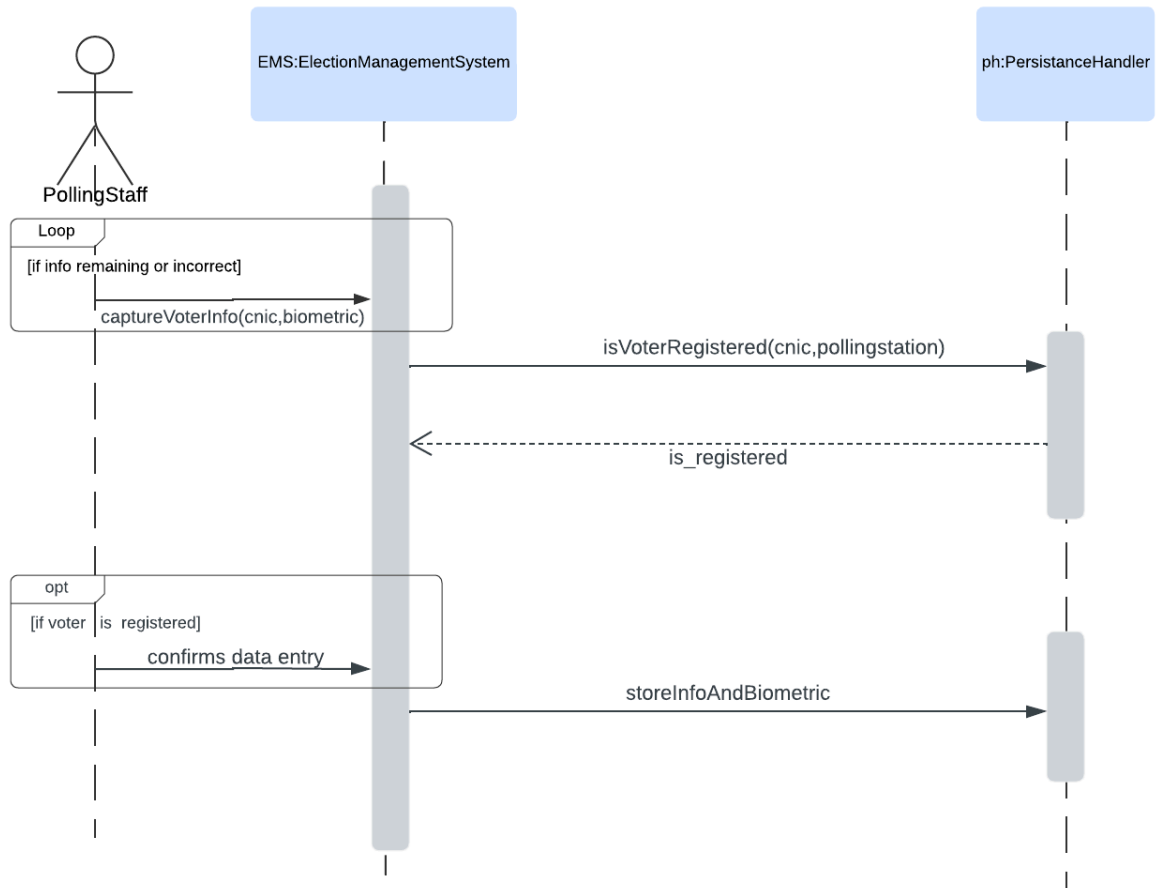 EMS:ElectionManagementSystem
ph:PersistanceHandler
PollingStaff
Loop
[if info remaining or incorrect]
captureVoterInfo(cnic,biometric)
isVoterRegistered(cnic,pollingstation)
is_registered
opt
[if voter is registered]
confirms data entry
storeInfoAndBiometric